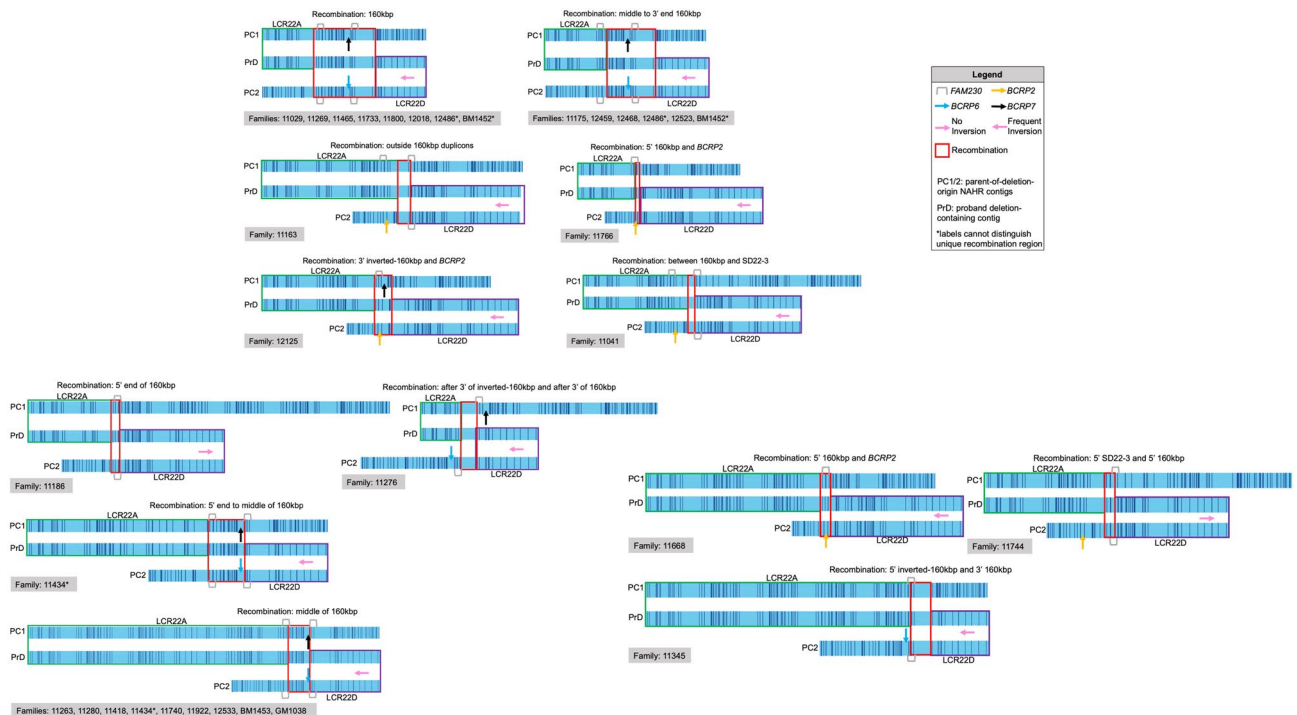 Recombination: 160kbp
LCR22A
PC1
PrD
PC2
LCR22D
Families: 11029, 11269, 11465, 11733, 11800, 12018, 12486*, BM1452*
Recombination: middle to 3' end 160kbp
LCR22A
PC1
PrD
PC2
LCR22D
Families: 11175, 12459, 12468, 12486*, 12523, BM1452*
Legend
FAM230
BCRP2
BCRP6
BCRP7
No Inversion
Frequent Inversion
Recombination
PC1/2: parent-of-deletion-
origin NAHR contigs
PrD: proband deletion-
containing contig
*labels cannot distinguish
unique recombination region
Recombination: outside 160kbp duplicons
LCR22A
PC1
PrD
PC2
LCR22D
Family: 11163
Recombination: 5' 160kbp and BCRP2
LCR22A
PC1
PrD
PC2
LCR22D
Family: 11766
Recombination: 3' inverted-160kbp and BCRP2
LCR22A
PC1
PrD
PC2
LCR22D
Family: 12125
Recombination: between 160kbp and SD22-3
LCR22A
PC1
PrD
PC2
LCR22D
Family: 11041
Recombination: 5' end of 160kbp
LCR22A
PC1
PrD
PC2
LCR22D
Family: 11186
Recombination: after 3' of inverted-160kbp and after 3' of 160kbp
LCR22A
PC1
PrD
PC2
LCR22D
Family: 11276
Recombination: 5' end to middle of 160kbp
LCR22A
PC1
PrD
PC2
LCR22D
Family: 11434*
Recombination: middle of 160kbp
LCR22A
PC1
PrD
PC2
LCR22D
Families: 11263, 11280, 11418, 11434*, 11740, 11922, 12533, BM1453, GM1038
Recombination: 5' 160kbp and BCRP2
LCR22A
PC1
PrD
PC2
LCR22D
Family: 11668
Recombination: 5' SD22-3 and 5' 160kbp
LCR22A
PC1
PrD
PC2
LCR22D
Family: 11744
Recombination: 5' inverted-160kbp and 3' 160kbp
LCR22A
PC1
PrD
PC2
LCR22D
Family: 11345